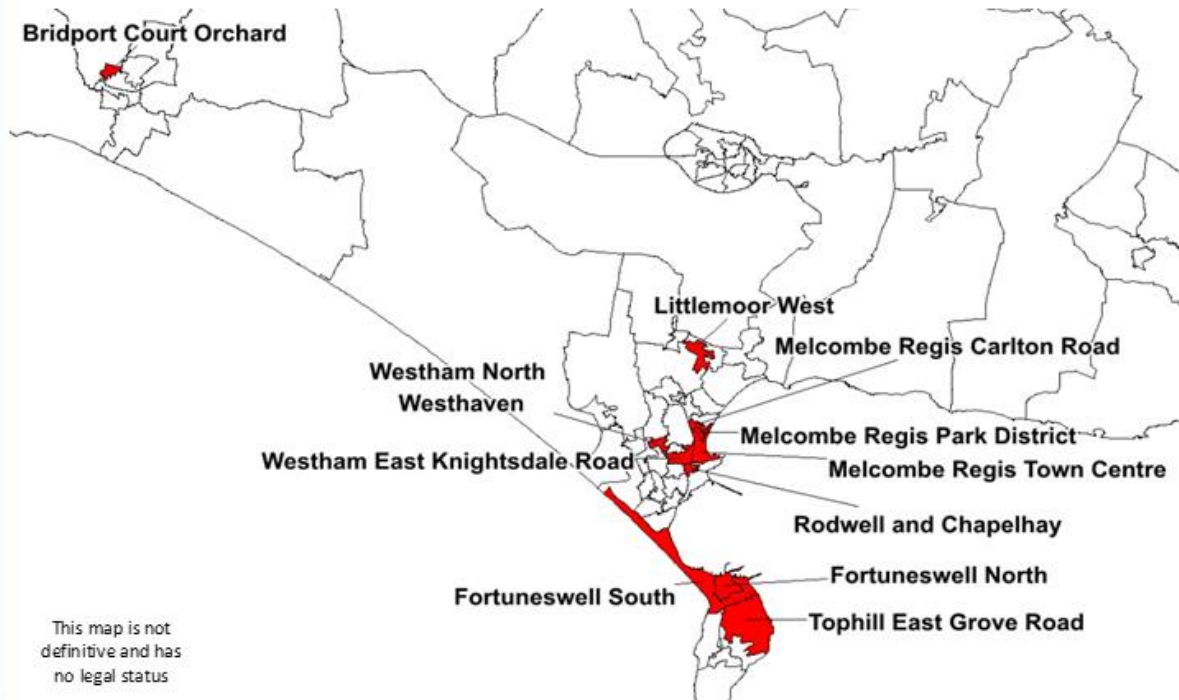 Bridport Court Orchard
Littlemoor West
Melcombe Regis Carlton Road
Westham North
Westhaven
Melcombe Regis Park District
Westham East Knightsdale Road
Melcombe Regis Town Centre
Rodwell and Chapelhay
Fortuneswell North
Fortuneswell South
Tophill East Grove Road
This map is not
definitive and has
no legal status